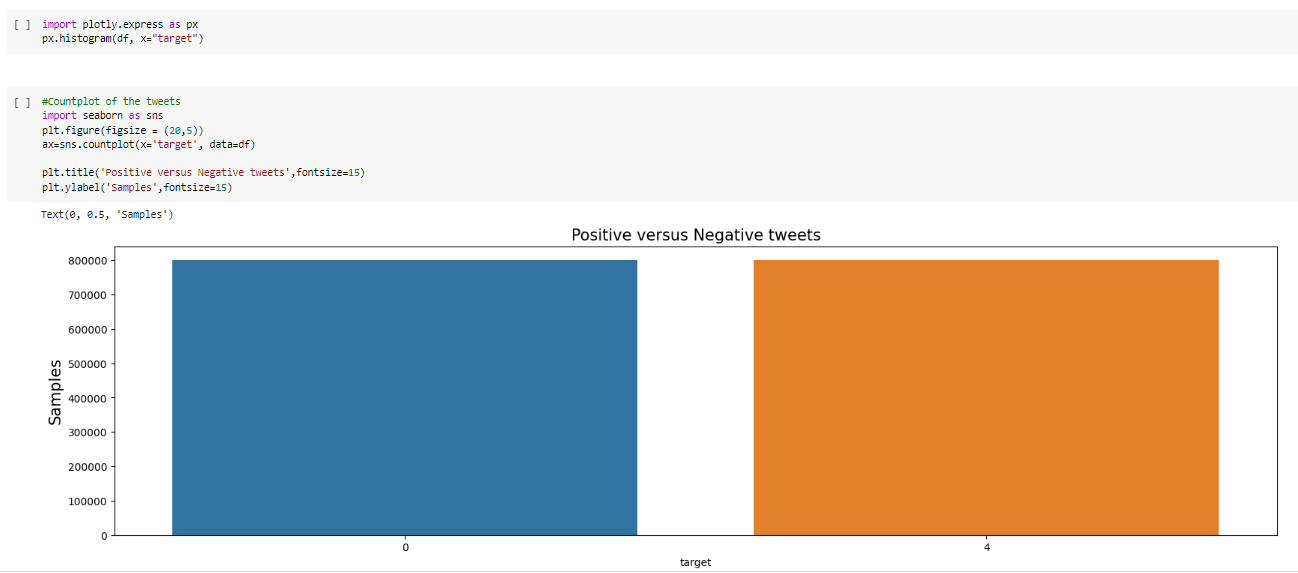 [ ] import plotly.express as px
px.histogram(df, x="target")
[ ] #Countplot of the tweets
import seaborn as sns
plt.figure(figsize = (20,5))
ax=sns.countplot(x='target', data=df)
plt.title('Positive versus Negative tweets',fontsize=15)
plt.ylabel('Samples',fontsize=15)
Text(0, 0.5, 'Samples')
Positive versus Negative tweets
800000
700000
600000
500000
400000
300000
200000
100000
0
Samples
0 4
target